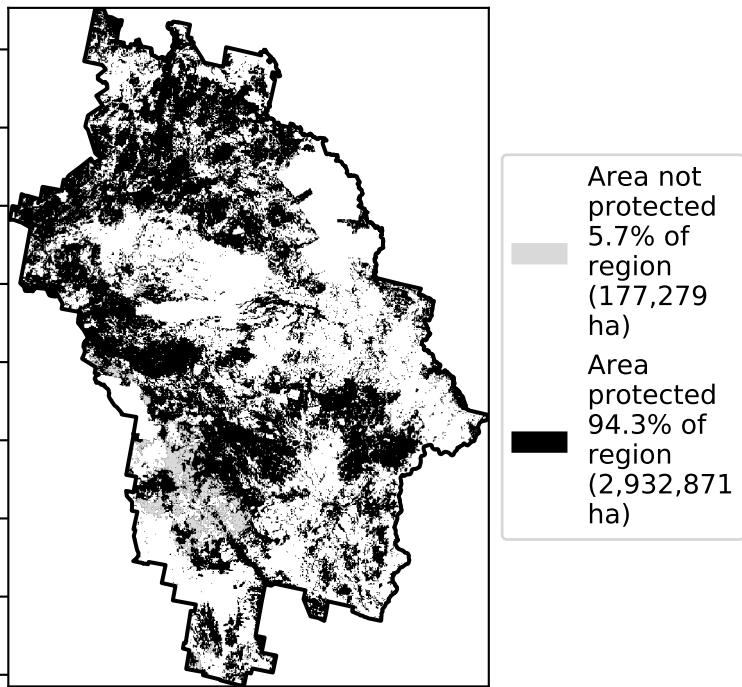 Area not
protected
5.7% of
region
(177,279
ha)
Area
protected
94.3% of
region
(2,932,871
ha)